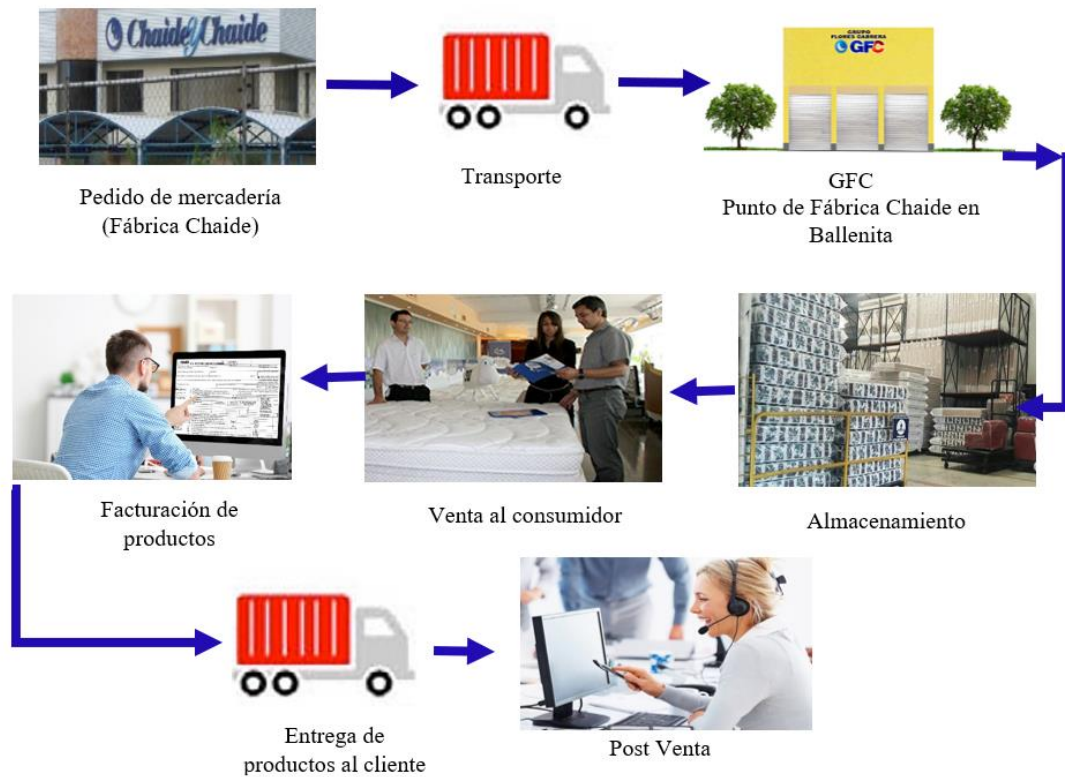 Chaide y Chaide
GRUPO
FLORES CABRERA
GFC
Pedido de mercadería
(Fábrica Chaide)
Transporte
GFC
Punto de Fábrica Chaide en
Ballenita
Facturación de
productos
Venta al consumidor
Almacenamiento
Entrega de
productos al cliente
Post Venta